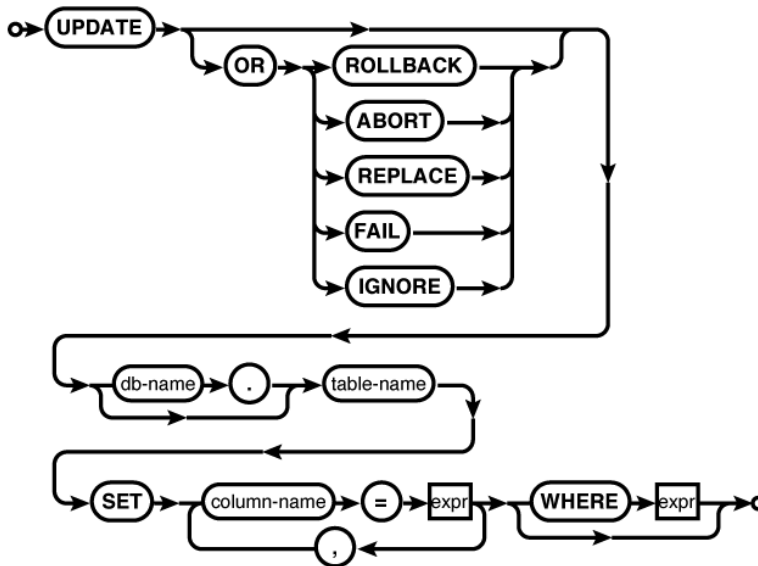 UPDATE
OR ROLLBACK
ABORT
REPLACE
FAIL
IGNORE
db-name . table-name
SET column-name = expr WHERE expr
,